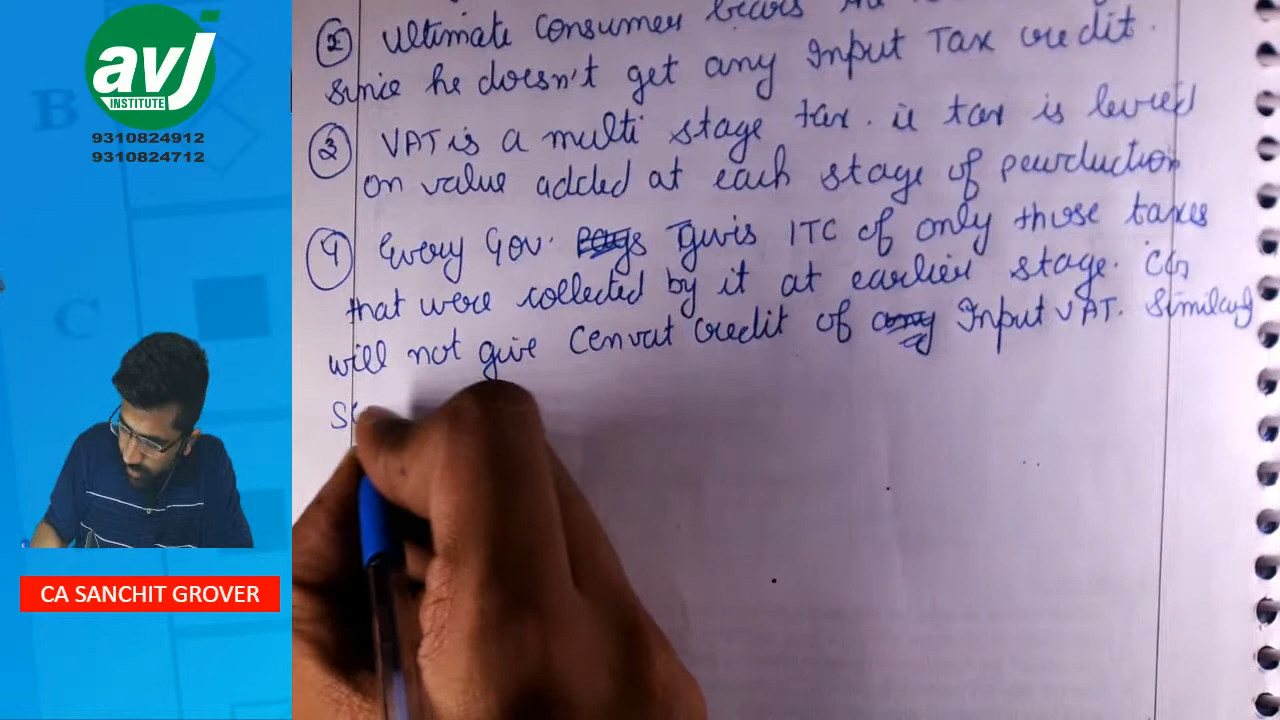 avj
INSTITUTE
9310824912
9310824712
CA SANCHIT GROVER
② Ultimate Consumer bears the
since he doesn't get any Input Tax credit.
③ VAT is a multi stage tax. ie tax is levied
on value added at each stage of production
④ Every Gov. gives ITC of only those taxes
that were collected by it at earlier stage. CG
will not give Cenvat Credit of Input VAT. Similarly